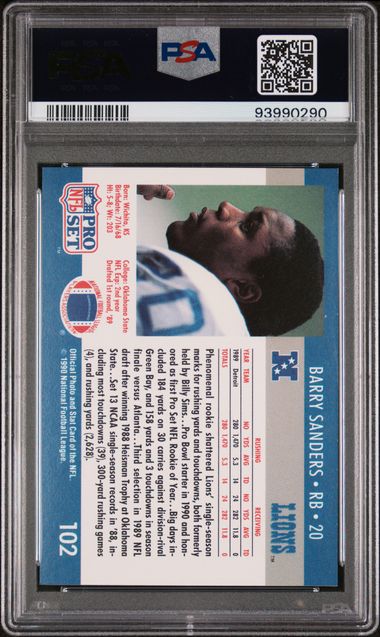 PSA
93990290
BARRY SANDERS • RB • 20
N
LIONS™
RUSHING RECEIVING
YEAR TEAM NO YDS AVG TD NO YDS AVG TD
1989 Detroit 280 1,470 5.3 14 24 282 11.8 0
TOTALS 280 1,470 5.3 14 24 282 11.8 0
Phenomenal rookie shattered Lions' single-season
marks for rushing yards and touchdowns, both formerly
held by Billy Sims...Pro Bowl starter in 1990 and hon-
ored as first Pro Set NFL Rookie of Year...Big days in-
cluded 184 yards on 30 carries against division-rival
Green Bay, and 158 yards and 3 touchdowns in season
finale versus Atlanta...Third selection in 1989 NFL
draft after winning 1988 Heisman Trophy at Oklahoma
State...Set 13 NCAA single-season records in '88, in-
cluding most touchdowns (39), 300-yard rushing games
(4), and rushing yards (2,628).
College: Oklahoma State
NFL Exp: 2nd year
Drafted 1st round, '89
Born: Wichita, KS
Birthdate: 7/16/68
Ht: 5-8; Wt: 203
PRO
NFL SET
NATIONAL FOOTBALL LEAGUE
Official Photo and Stat Card of the NFL
© 1990 National Football League.
102